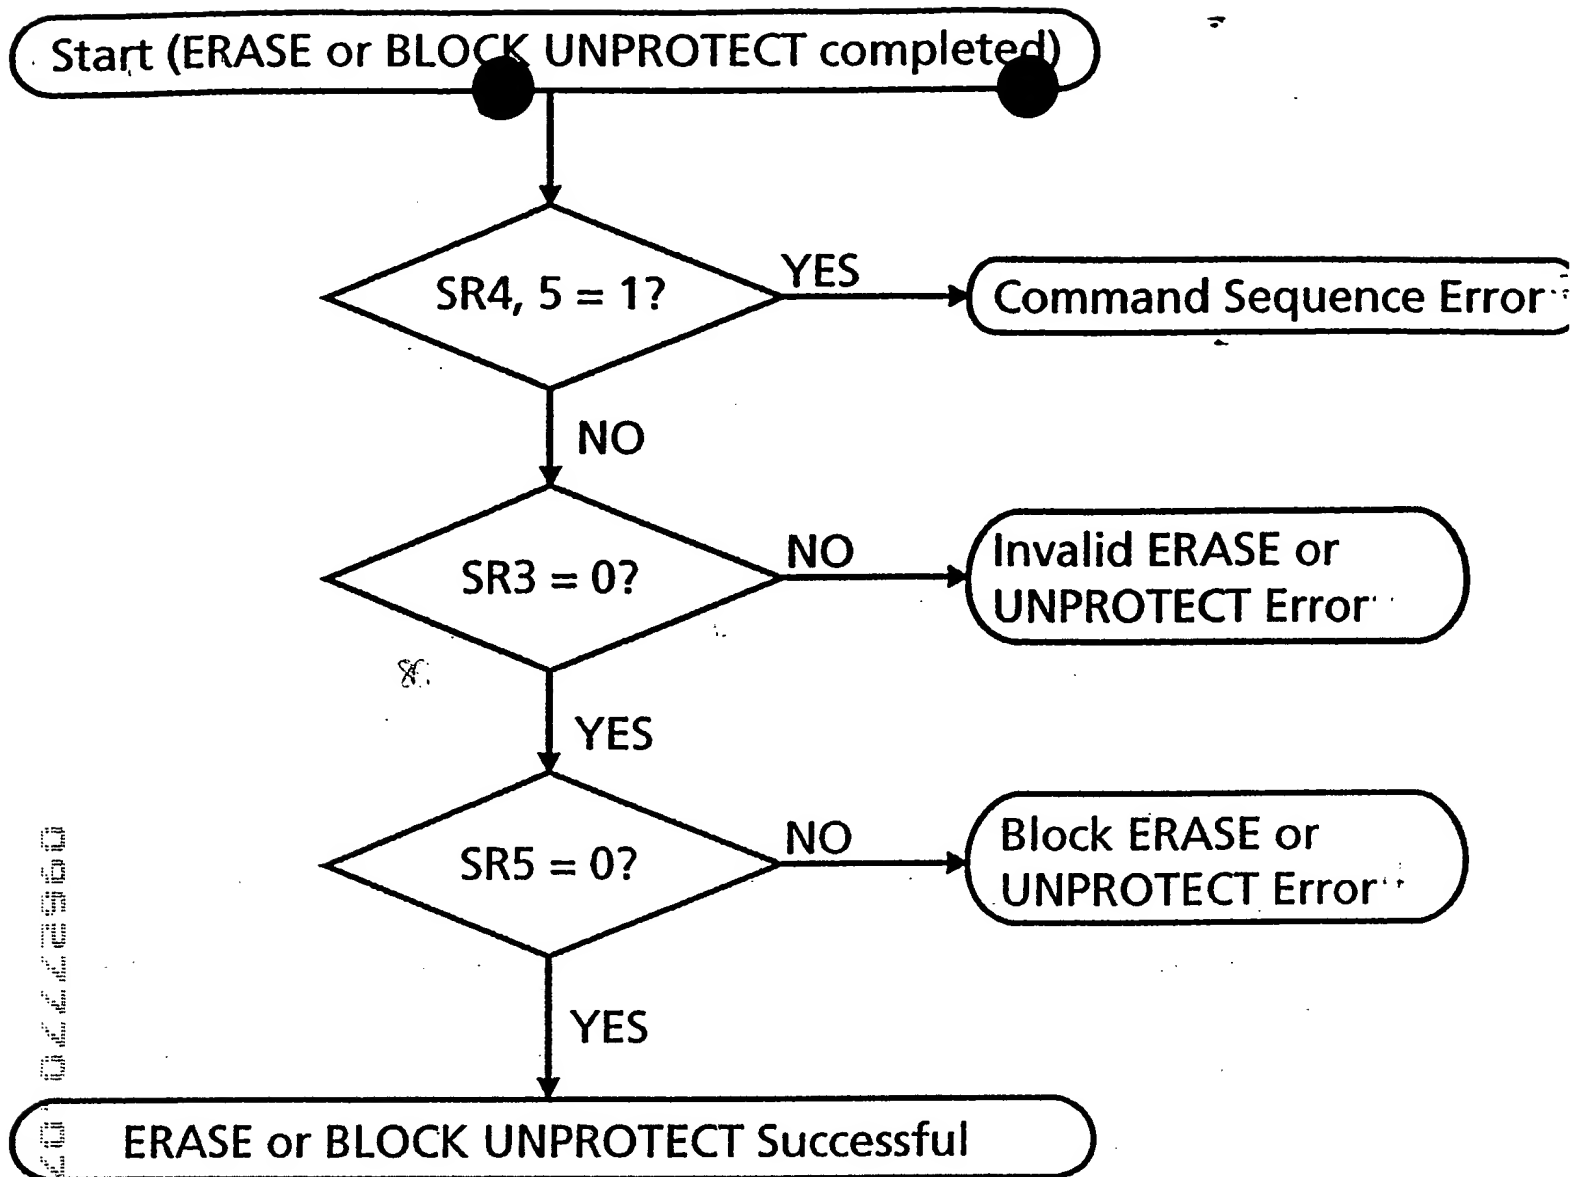 Start (ERASE or BLOCK UNPROTECT completed)
SR4, 5 = 1?
YES
Command Sequence Error
NO
SR3 = 0?
NO
Invalid ERASE or
UNPROTECT Error
YES
SR5 = 0?
NO
Block ERASE or
UNPROTECT Error
YES
ERASE or BLOCK UNPROTECT Successful